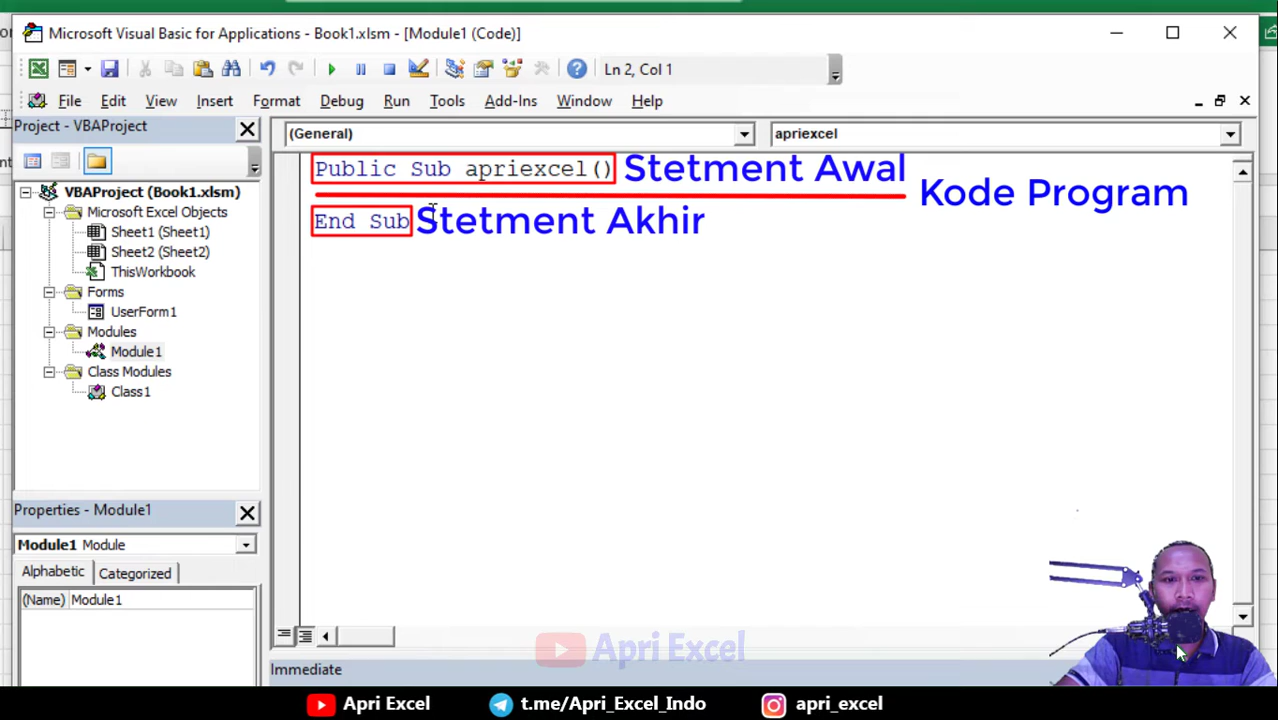 Microsoft Visual Basic for Applications - Book1.xlsm - [Module1 (Code)]
Ln 2, Col 1
File Edit View Insert Format Debug Run Tools Add-Ins Window Help
Project - VBAProject
(General)
apriexcel
VBAProject (Book1.xlsm)
Microsoft Excel Objects
Sheet1 (Sheet1)
Sheet2 (Sheet2)
ThisWorkbook
Forms
UserForm1
Modules
Module1
Class Modules
Class1
Public Sub apriexcel() Stetment Awal
Kode Program
End Sub Stetment Akhir
Properties - Module1
Module1 Module
Alphabetic Categorized
(Name) Module1
Apri Excel
Immediate
Apri Excel
t.me/Apri_Excel_Indo
apri_excel